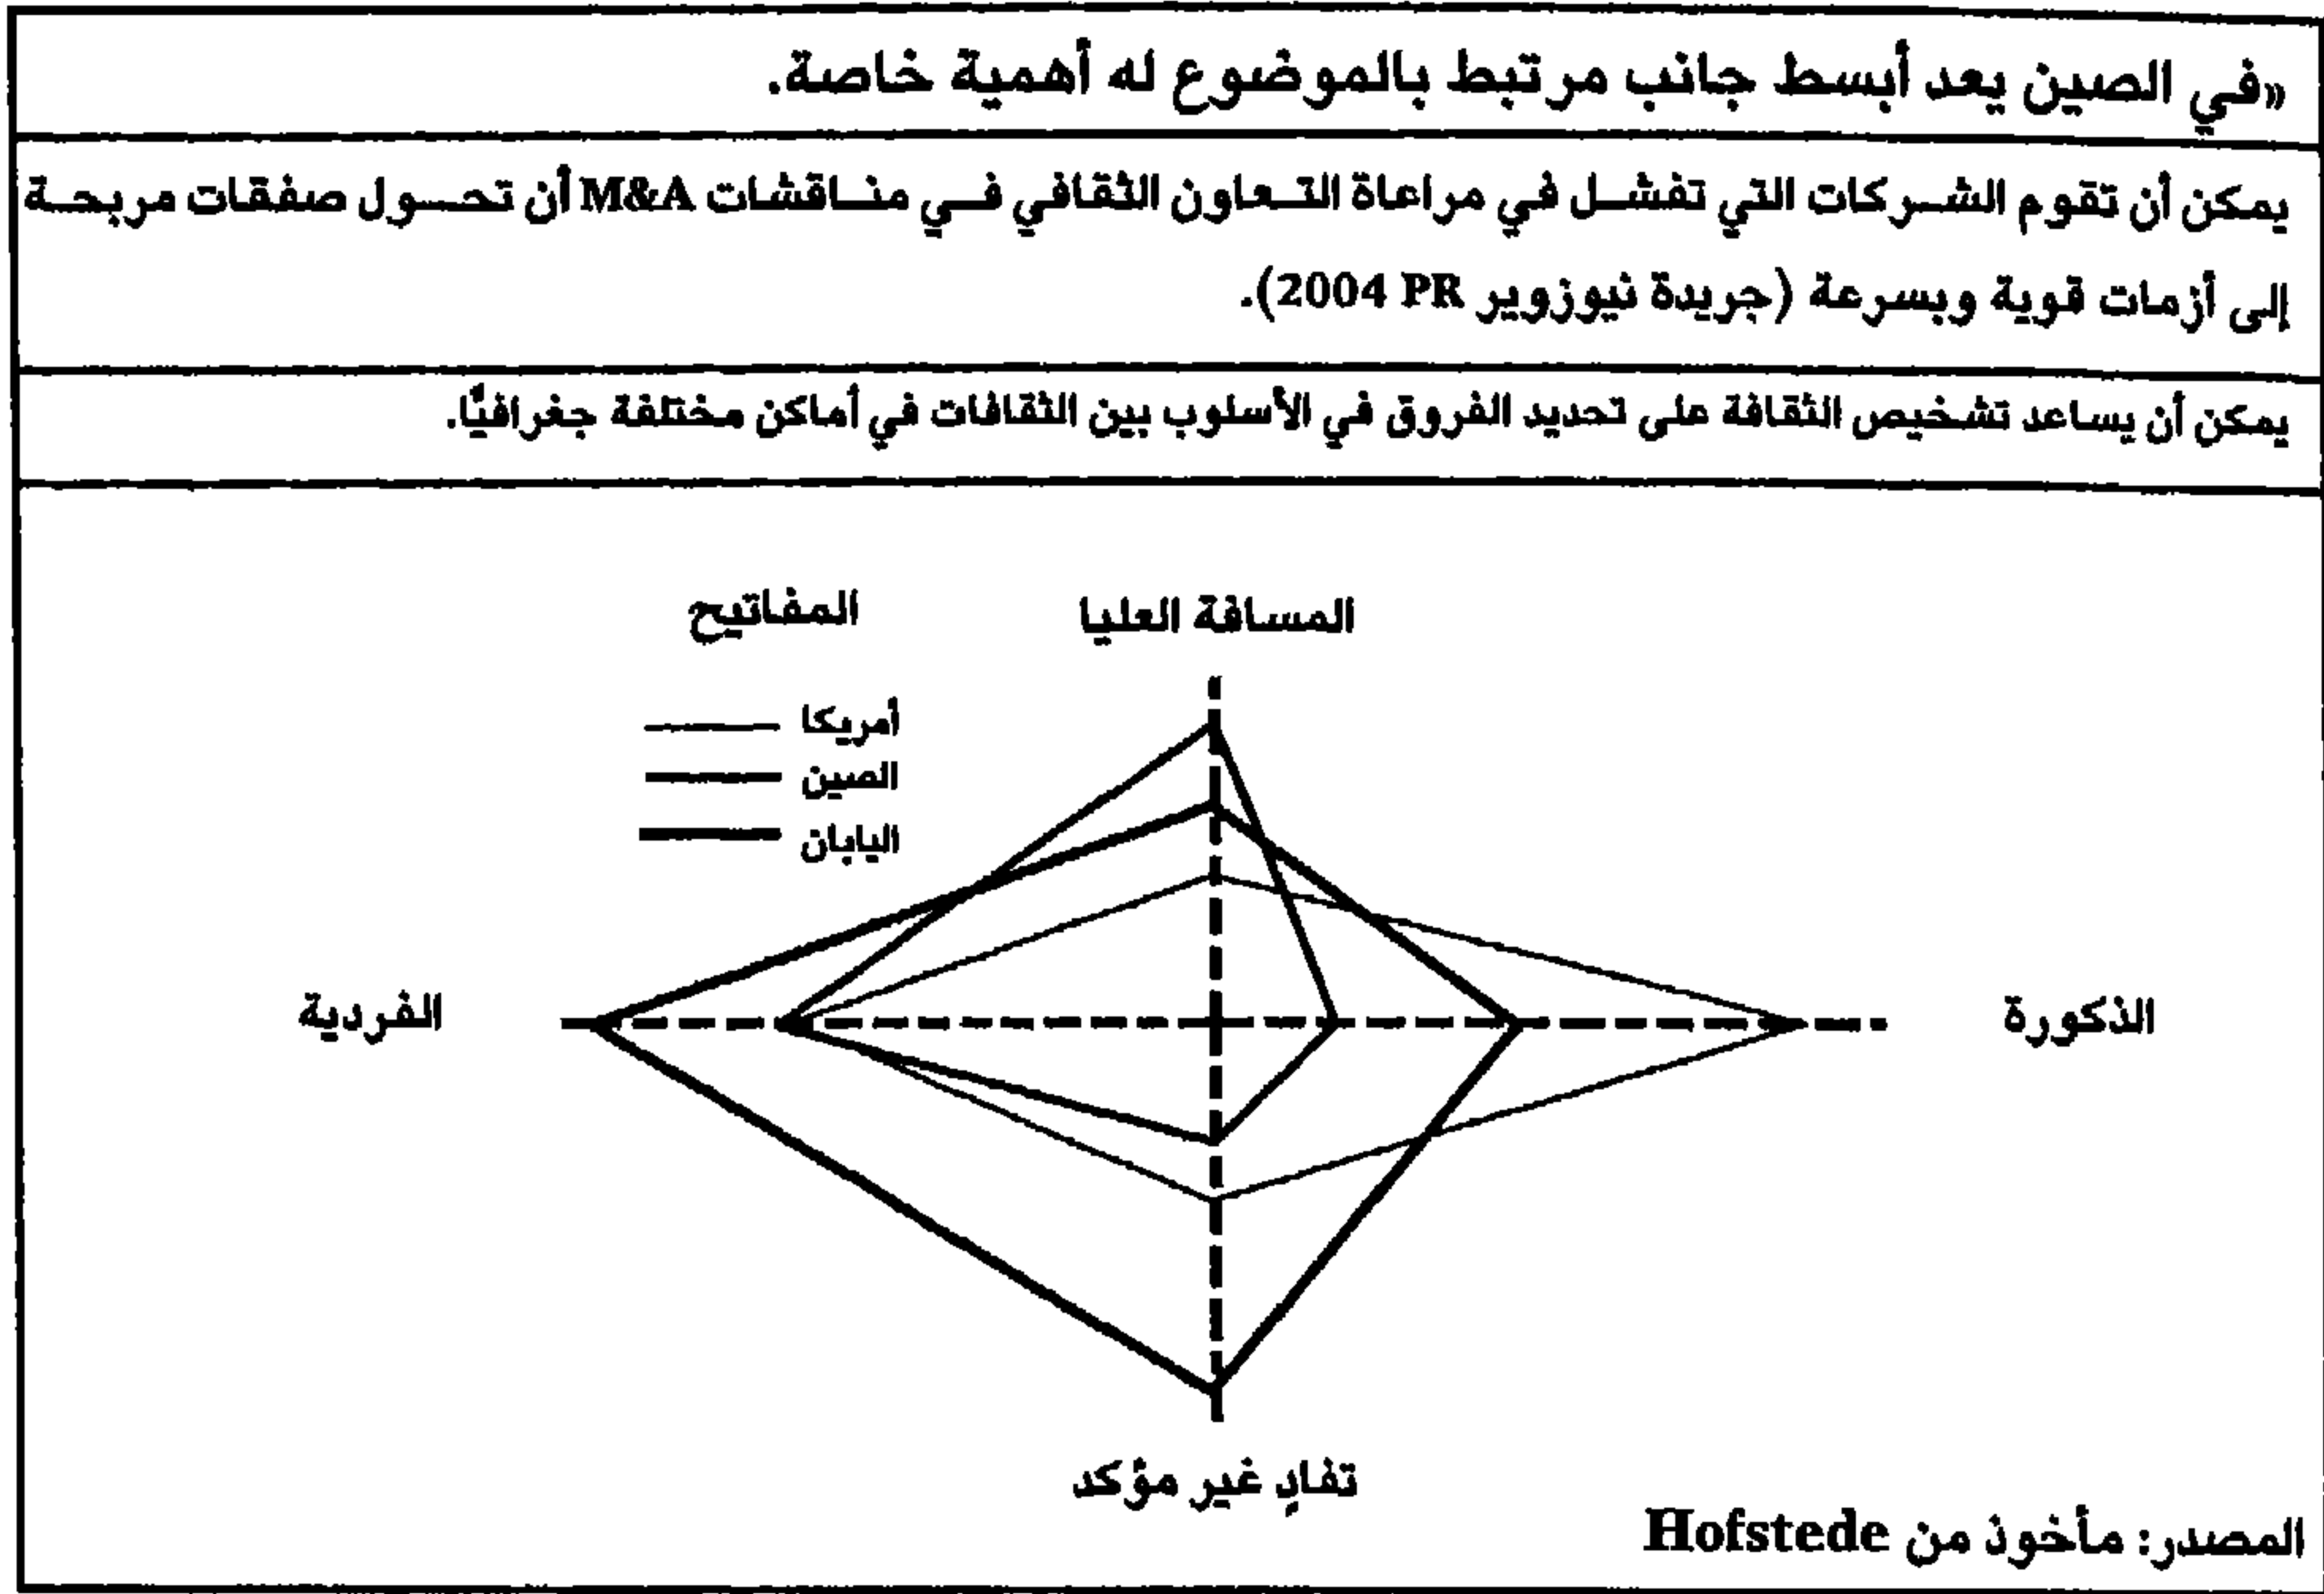 «في الصين يعد أبسط جانب مرتبط بالموضوع له أهمية خاصة.
يمكن أن تقوم الشركات التي تفشل في مراعاة التعاون الثقافي في مناقشات M&A أن تحول صفقات مربحة
إلى أزمات قوية وبسرعة (جريدة نيوزوير PR 2004).
يمكن أن يساعد تشخيص الثقافة على تحديد الفروق في الأسلوب بين الثقافات في أماكن مختلفة جغرافيًّا.
المسافة العليا
المفاتيح
أمريكا
الصين
اليابان
الذكورة
الفردية
تفادٍ غير مؤكد
المصدر: مأخوذ من Hofstede